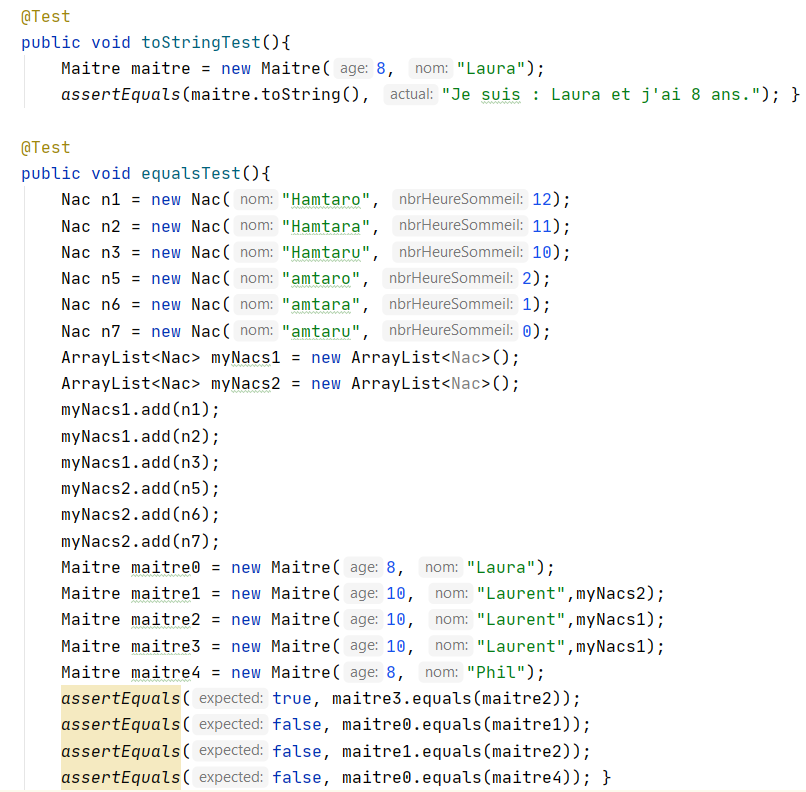 @Test
public void toStringTest(){
Maitre maitre = new Maitre( age: 8, nom: "Laura");
assertEquals(maitre.toString(), actual: "Je suis : Laura et j'ai 8 ans."); }
@Test
public void equalsTest(){
Nac n1 = new Nac( nom: "Hamtaro", nbrHeureSommeil: 12);
Nac n2 = new Nac( nom: "Hamtara", nbrHeureSommeil: 11);
Nac n3 = new Nac( nom: "Hamtaru", nbrHeureSommeil: 10);
Nac n5 = new Nac( nom: "amtaro", nbrHeureSommeil: 2);
Nac n6 = new Nac( nom: "amtara", nbrHeureSommeil: 1);
Nac n7 = new Nac( nom: "amtaru", nbrHeureSommeil: 0);
ArrayList<Nac> myNacs1 = new ArrayList<Nac>();
ArrayList<Nac> myNacs2 = new ArrayList<Nac>();
myNacs1.add(n1);
myNacs1.add(n2);
myNacs1.add(n3);
myNacs2.add(n5);
myNacs2.add(n6);
myNacs2.add(n7);
Maitre maitre0 = new Maitre( age: 8, nom: "Laura");
Maitre maitre1 = new Maitre( age: 10, nom: "Laurent",myNacs2);
Maitre maitre2 = new Maitre( age: 10, nom: "Laurent",myNacs1);
Maitre maitre3 = new Maitre( age: 10, nom: "Laurent",myNacs1);
Maitre maitre4 = new Maitre( age: 8, nom: "Phil");
assertEquals( expected: true, maitre3.equals(maitre2));
assertEquals( expected: false, maitre0.equals(maitre1));
assertEquals( expected: false, maitre1.equals(maitre2));
assertEquals( expected: false, maitre0.equals(maitre4)); }